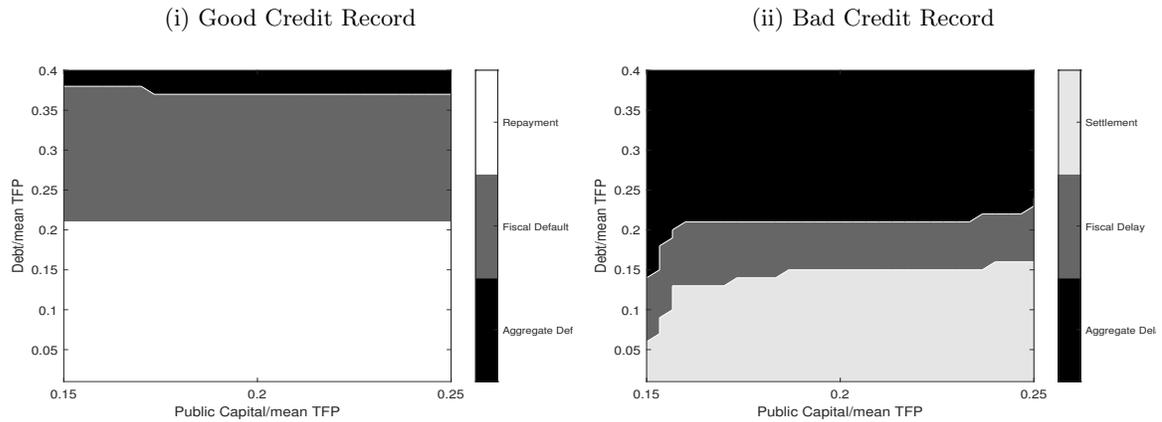 (i) Good Credit Record
0.4
0.35
0.3
0.25
0.2
0.15
0.1
0.05
Debt/mean TFP
0.15
0.2
0.25
Public Capital/mean TFP
Repayment
Fiscal Default
Aggregate Def
(ii) Bad Credit Record
0.4
0.35
0.3
0.25
0.2
0.15
0.1
0.05
Debt/mean TFP
0.15
0.2
0.25
Public Capital/mean TFP
Settlement
Fiscal Delay
Aggregate Del